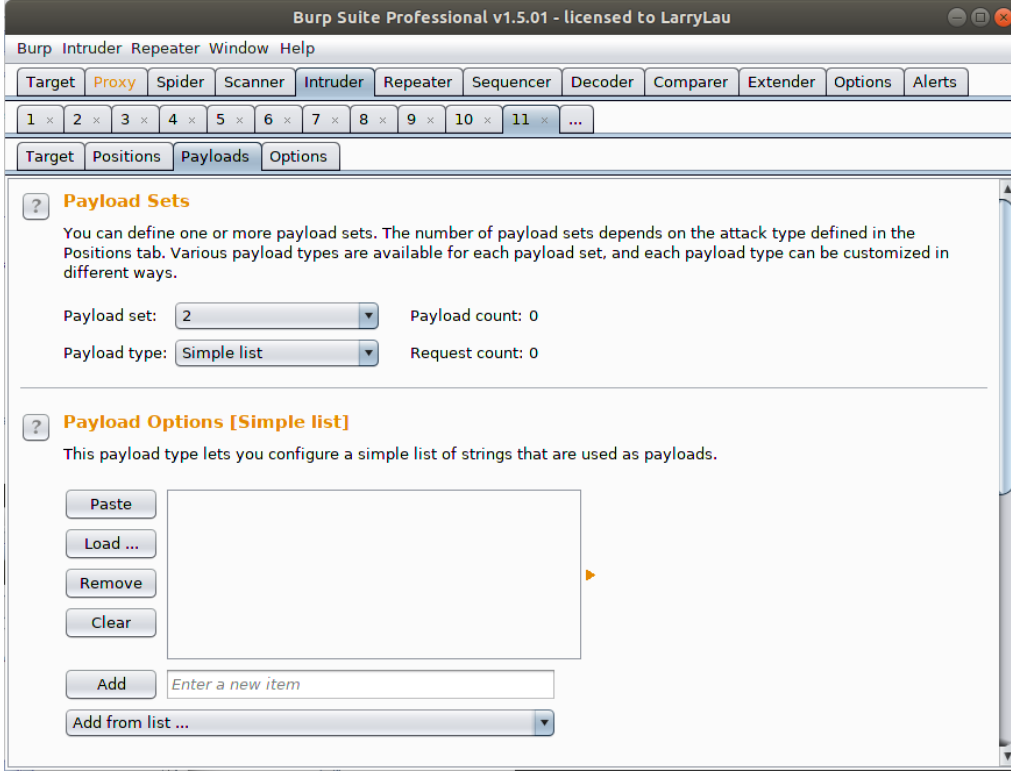 Burp Suite Professional v1.5.01 - licensed to LarryLau
Burp Intruder Repeater Window Help
Target Proxy Spider Scanner Intruder Repeater Sequencer Decoder Comparer Extender Options Alerts
1 × 2 × 3 × 4 × 5 × 6 × 7 × 8 × 9 × 10 × 11 × ...
Target Positions Payloads Options
? Payload Sets
You can define one or more payload sets. The number of payload sets depends on the attack type defined in the
Positions tab. Various payload types are available for each payload set, and each payload type can be customized in
different ways.
Payload set: 2 Payload count: 0
Payload type: Simple list Request count: 0
? Payload Options [Simple list]
This payload type lets you configure a simple list of strings that are used as payloads.
Paste
Load ...
Remove
Clear
Add Enter a new item
Add from list ...